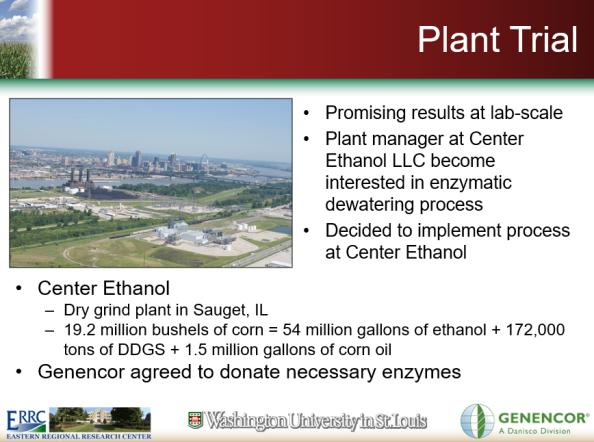 Plant Trial
• Promising results at lab-scale
• Plant manager at Center
Ethanol LLC become
interested in enzymatic
dewatering process
• Decided to implement process
at Center Ethanol
• Center Ethanol
– Dry grind plant in Sauget, IL
– 19.2 million bushels of corn = 54 million gallons of ethanol + 172,000
tons of DDGS + 1.5 million gallons of corn oil
• Genencor agreed to donate necessary enzymes
ERRC
EASTERN REGIONAL RESEARCH CENTER
Washington University in St. Louis
GENENCOR®
A Danisco Division